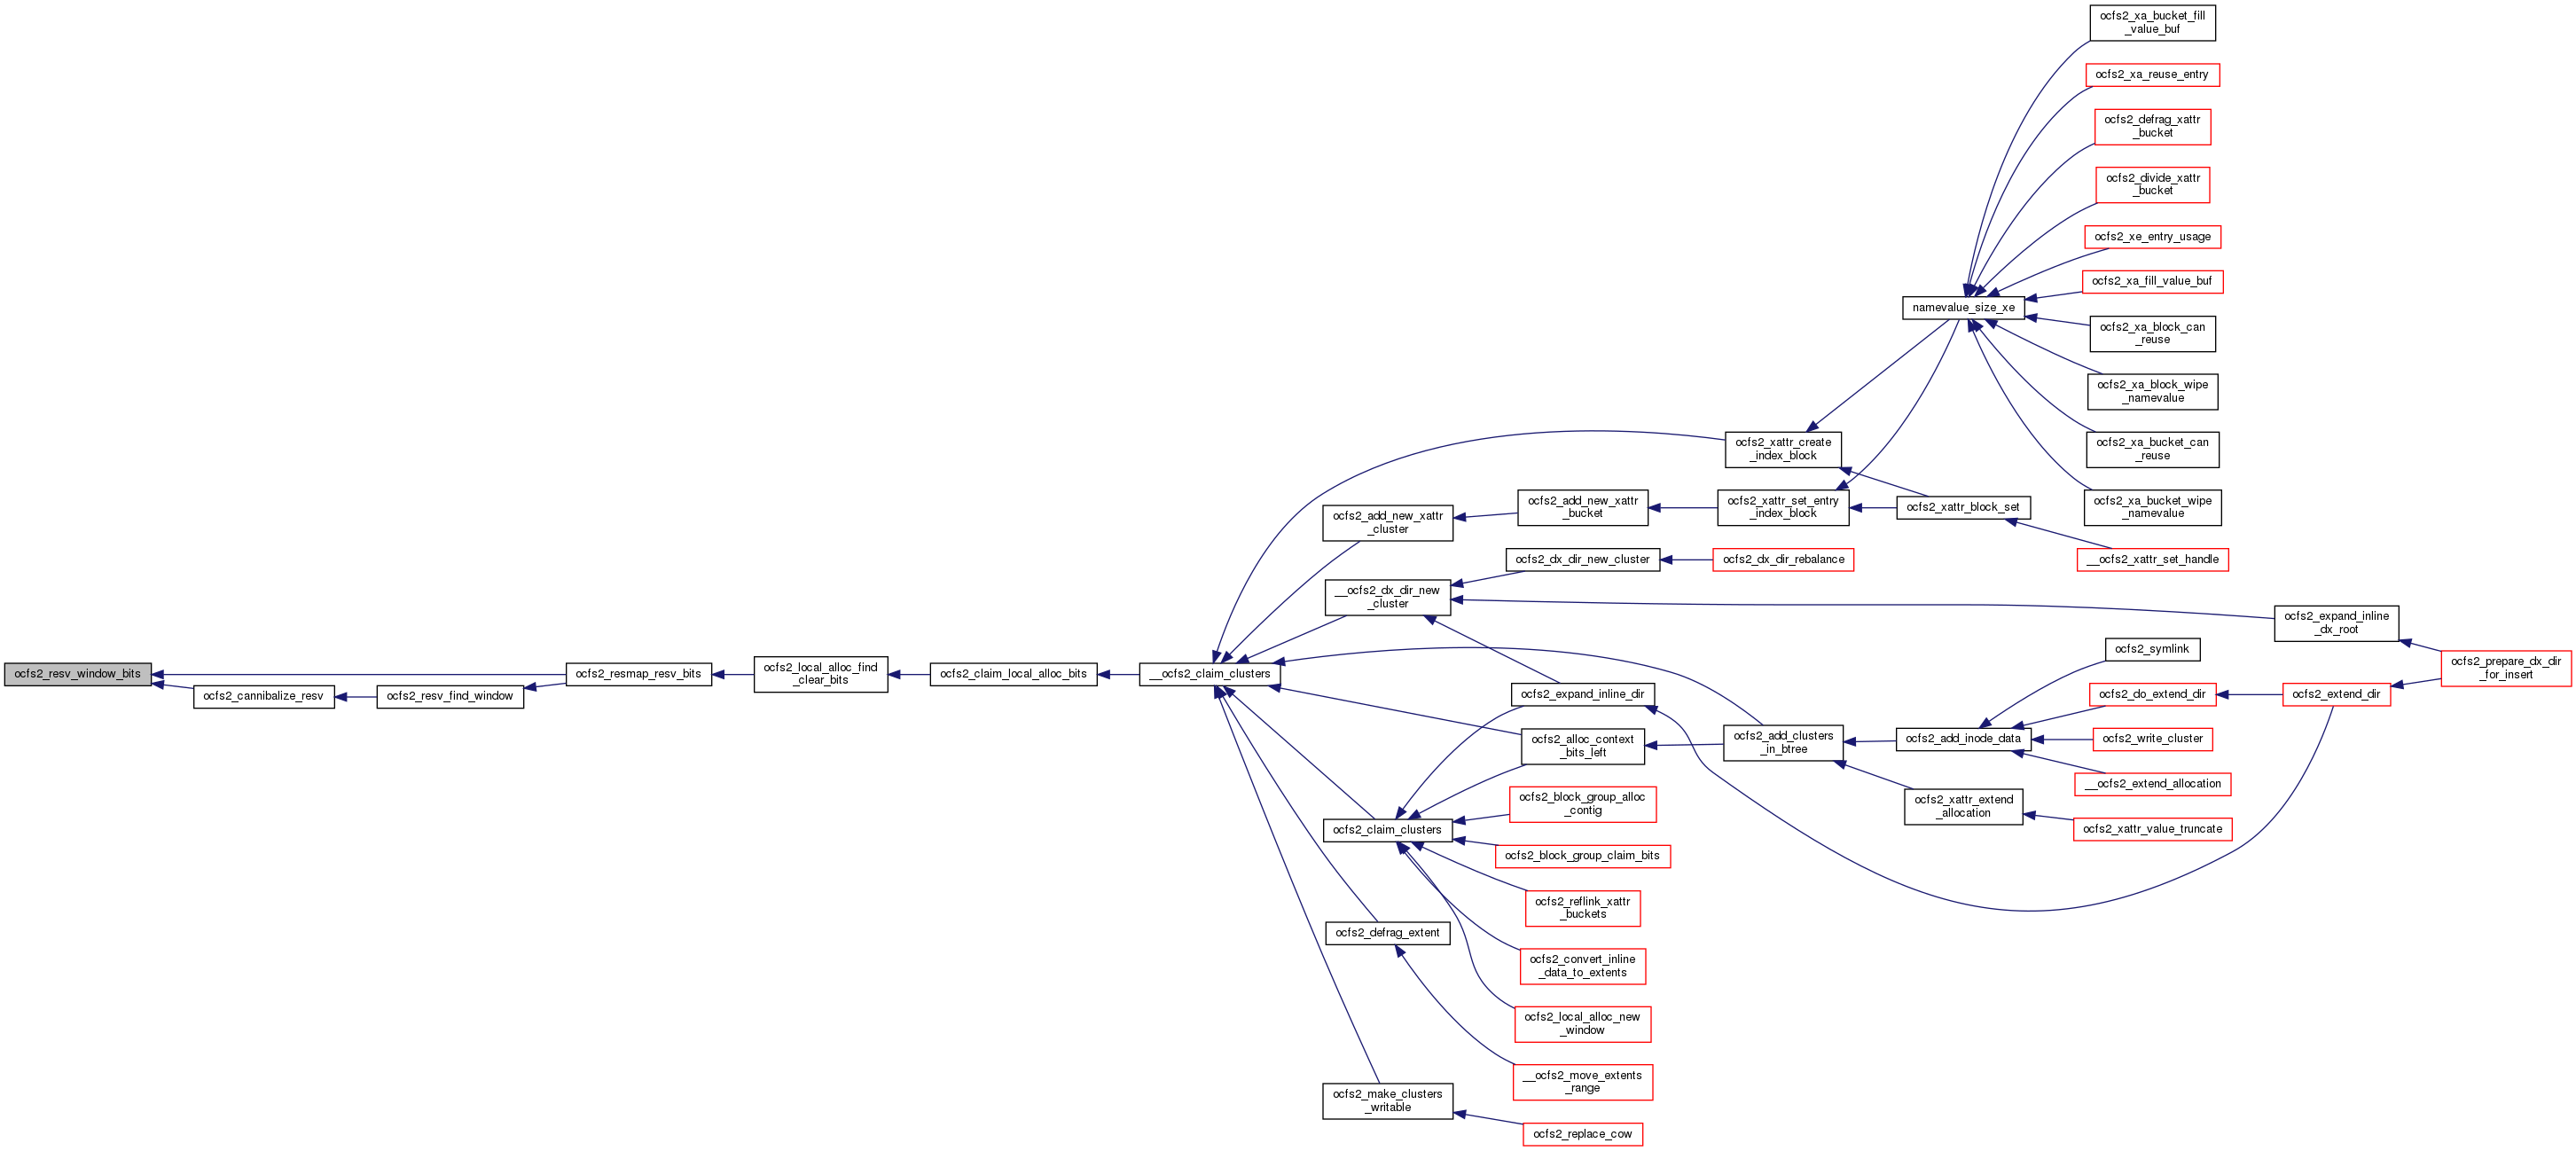 ocfs2_xa_bucket_fill
_value_buf
ocfs2_xa_reuse_entry
ocfs2_defrag_xattr
_bucket
ocfs2_divide_xattr
_bucket
ocfs2_xe_entry_usage
ocfs2_xa_fill_value_buf
namevalue_size_xe
ocfs2_xa_block_can
_reuse
ocfs2_xa_block_wipe
_namevalue
ocfs2_xattr_create
_index_block
ocfs2_xa_bucket_can
_reuse
ocfs2_add_new_xattr
_cluster
ocfs2_add_new_xattr
_bucket
ocfs2_xattr_set_entry
_index_block
ocfs2_xattr_block_set
ocfs2_xa_bucket_wipe
_namevalue
ocfs2_dx_dir_new_cluster
ocfs2_dx_dir_rebalance
__ocfs2_xattr_set_handle
__ocfs2_dx_dir_new
_cluster
ocfs2_expand_inline
_dx_root
ocfs2_symlink
ocfs2_prepare_dx_dir
_for_insert
ocfs2_resv_window_bits
ocfs2_cannibalize_resv
ocfs2_resv_find_window
ocfs2_resmap_resv_bits
ocfs2_local_alloc_find
_clear_bits
ocfs2_claim_local_alloc_bits
__ocfs2_claim_clusters
ocfs2_expand_inline_dir
ocfs2_do_extend_dir
ocfs2_extend_dir
ocfs2_alloc_context
_bits_left
ocfs2_add_clusters
_in_btree
ocfs2_add_inode_data
ocfs2_write_cluster
__ocfs2_extend_allocation
ocfs2_block_group_alloc
_contig
ocfs2_xattr_extend
_allocation
ocfs2_claim_clusters
ocfs2_xattr_value_truncate
ocfs2_block_group_claim_bits
ocfs2_reflink_xattr
_buckets
ocfs2_defrag_extent
ocfs2_convert_inline
_data_to_extents
ocfs2_local_alloc_new
_window
__ocfs2_move_extents
_range
ocfs2_make_clusters
_writable
ocfs2_replace_cow